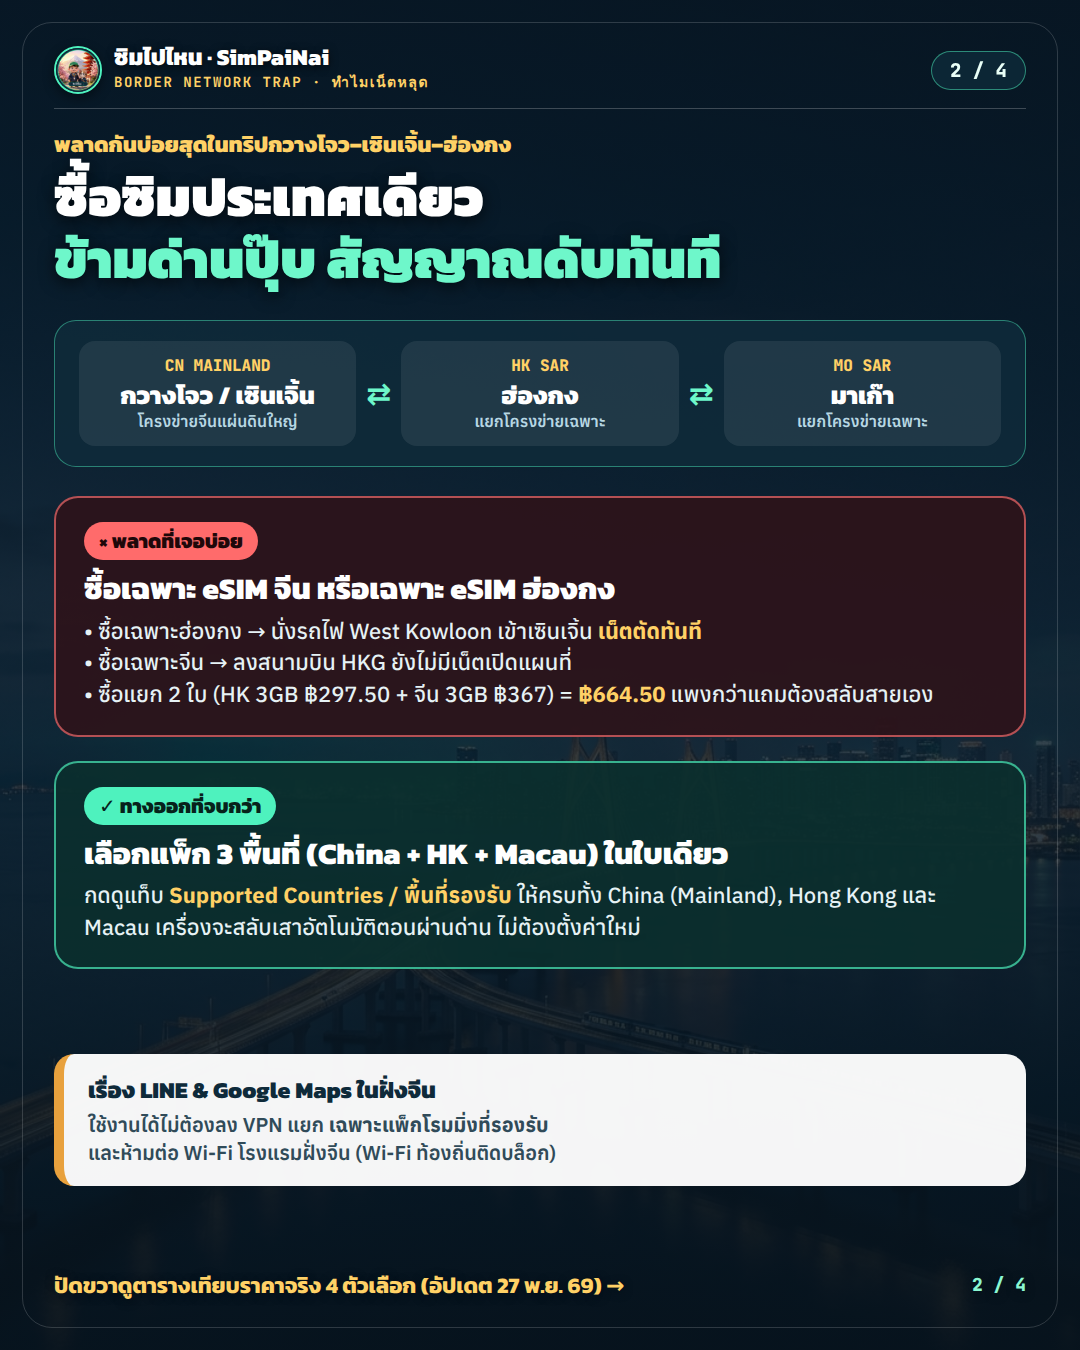 ซิมไปไหน · SimPaiNai
BORDER NETWORK TRAP · ทำไมเน็ตหลุด
2 / 4
พลาดกันบ่อยสุดในทริปกวางโจว–เซินเจิ้น–ฮ่องกง
ซื้อซิมประเทศเดียว
ข้ามด่านปุ๊บ สัญญาณดับทันที
CN MAINLAND
กวางโจว / เซินเจิ้น
โครงข่ายจีนแผ่นดินใหญ่
⇄
HK SAR
ฮ่องกง
แยกโครงข่ายเฉพาะ
⇄
MO SAR
มาเก๊า
แยกโครงข่ายเฉพาะ
× พลาดที่เจอบ่อย
ซื้อเฉพาะ eSIM จีน หรือเฉพาะ eSIM ฮ่องกง
• ซื้อเฉพาะฮ่องกง → นั่งรถไฟ West Kowloon เข้าเซินเจิ้น เน็ตตัดทันที
• ซื้อเฉพาะจีน → ลงสนามบิน HKG ยังไม่มีเน็ตเปิดแผนที่
• ซื้อแยก 2 ใบ (HK 3GB ฿297.50 + จีน 3GB ฿367) = ฿664.50 แพงกว่าแถมต้องสลับสายเอง
✓ ทางออกที่จบกว่า
เลือกแพ็ก 3 พื้นที่ (China + HK + Macau) ในใบเดียว
กดดูแท็บ Supported Countries / พื้นที่รองรับ ให้ครบทั้ง China (Mainland), Hong Kong และ
Macau เครื่องจะสลับเสาอัตโนมัติตอนผ่านด่าน ไม่ต้องตั้งค่าใหม่
เรื่อง LINE & Google Maps ในฝั่งจีน
ใช้งานได้ไม่ต้องลง VPN แยก เฉพาะแพ็กโรมมิ่งที่รองรับ
และห้ามต่อ Wi-Fi โรงแรมฝั่งจีน (Wi-Fi ท้องถิ่นติดบล็อก)
ปัดขวาดูตารางเทียบราคาจริง 4 ตัวเลือก (อัปเดต 27 พ.ย. 69) →
2 / 4